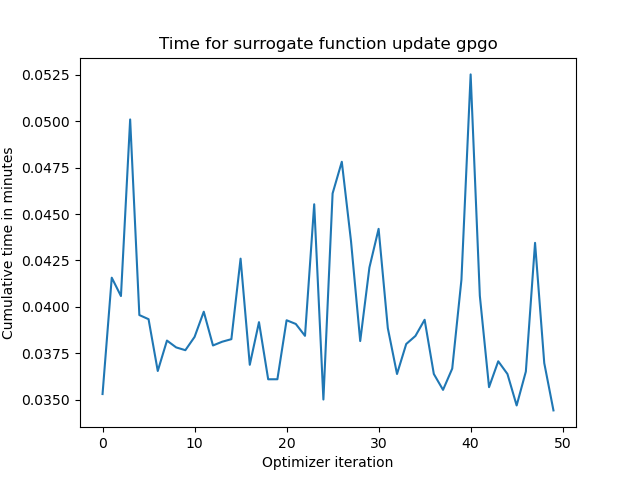 Time for surrogate function update gpgo
Cumulative time in minutes
0.0525
0.0500
0.0475
0.0450
0.0425
0.0400
0.0375
0.0350
0 10 20 30 40 50
Optimizer iteration